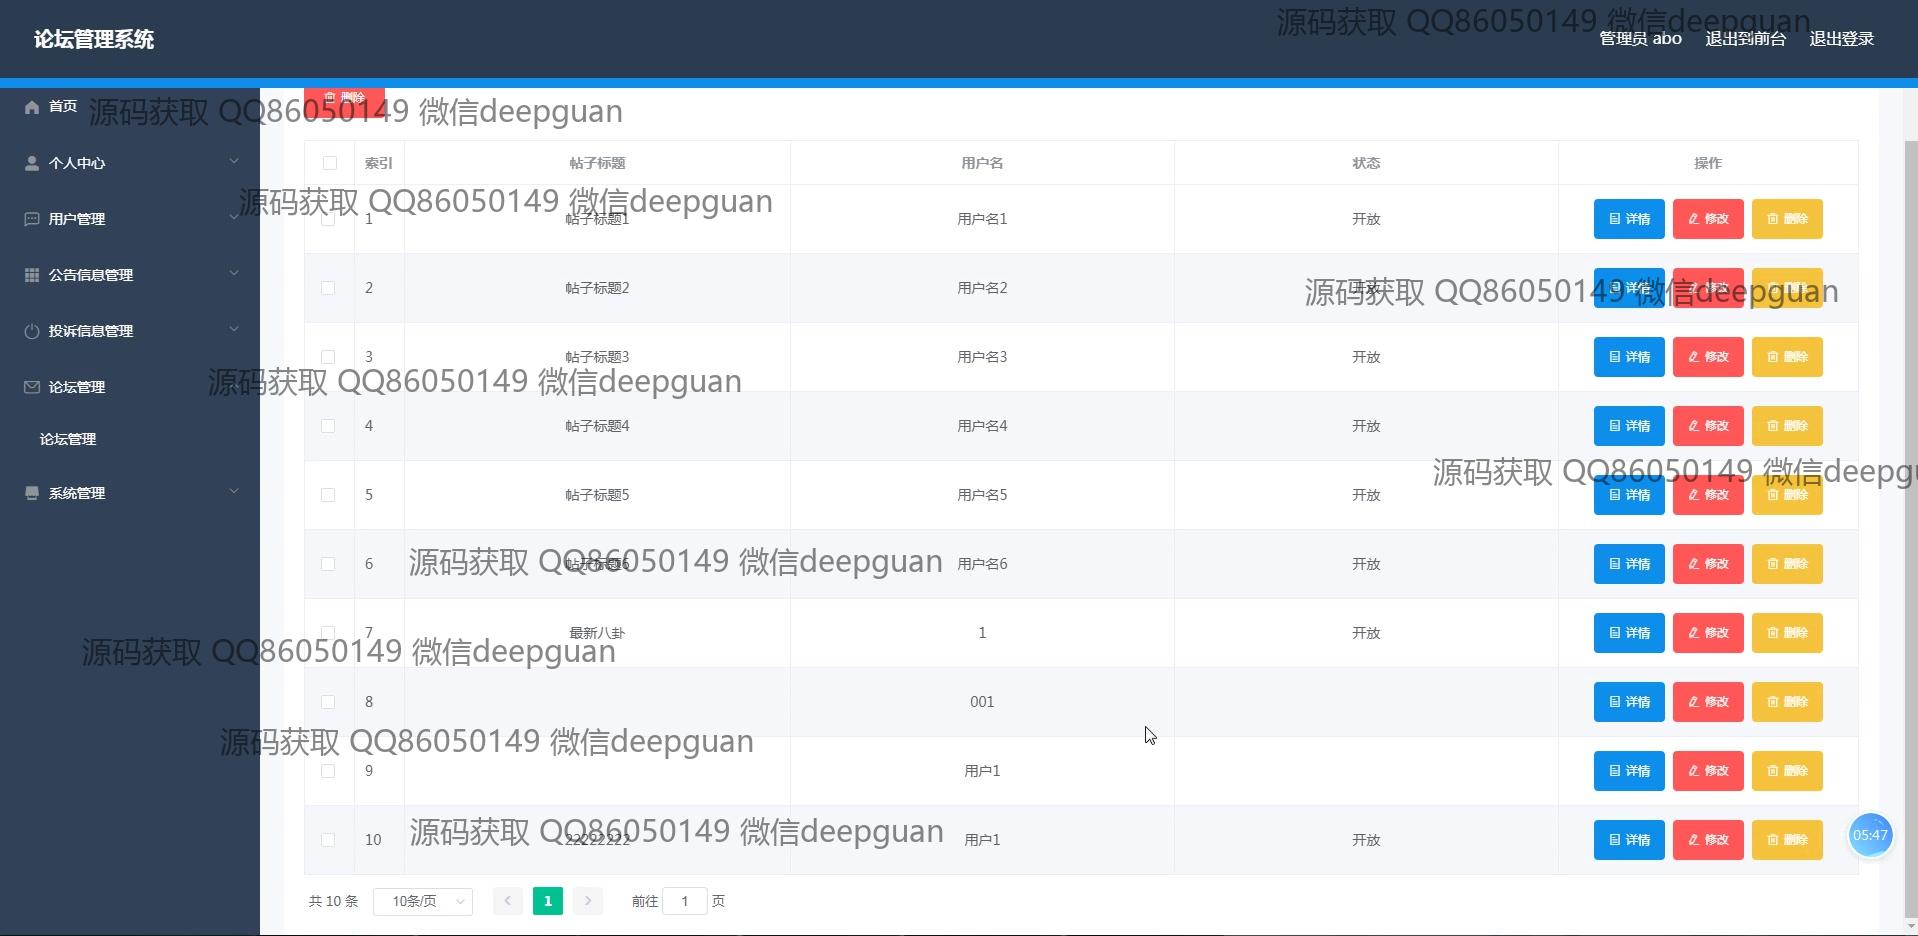 论坛管理系统
源码获取 QQ86050149 微信deepguan
管理员 abo 退出到前台 退出登录
首页
源码获取 QQ86050149 微信deepguan
删除
个人中心
用户管理
公告信息管理
投诉信息管理
论坛管理
论坛管理
系统管理
索引 帖子标题 用户名 状态 操作
源码获取 QQ86050149 微信deepguan
1 帖子标题1 用户名1 开放 详情 修改 删除
2 帖子标题2 用户名2 开放 详情 修改 删除
源码获取 QQ86050149 微信deepguan
3 帖子标题3 用户名3 开放 详情 修改 删除
源码获取 QQ86050149 微信deepguan
4 帖子标题4 用户名4 开放 详情 修改 删除
源码获取 QQ86050149 微信deepgu
5 帖子标题5 用户名5 开放 详情 修改 删除
源码获取 QQ86050149 微信deepguan
6 帖子标题6 用户名6 开放 详情 修改 删除
7 最新八卦 1 开放 详情 修改 删除
源码获取 QQ86050149 微信deepguan
8 001 详情 修改 删除
源码获取 QQ86050149 微信deepguan
9 用户1 详情 修改 删除
源码获取 QQ86050149 微信deepguan
10 22222222 用户1 开放 详情 修改 删除
05:47
共 10 条 10条/页 1 前往 1 页